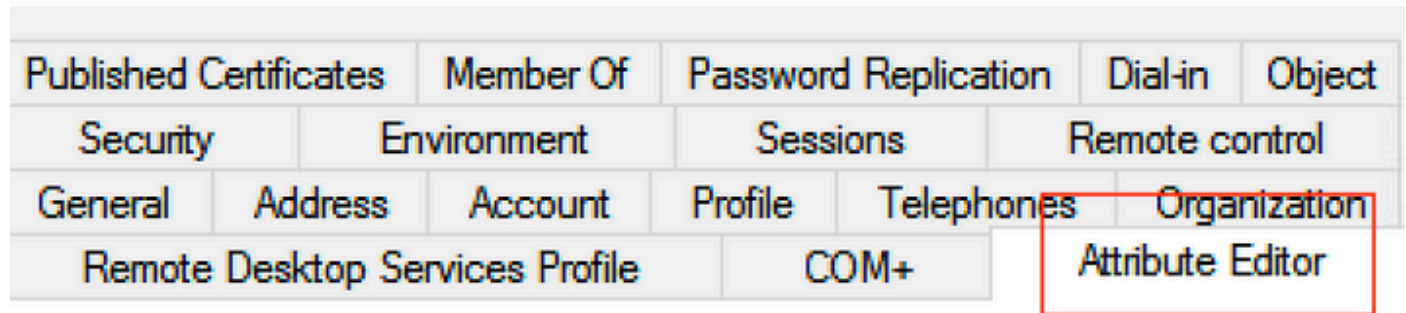 Published Certificates Member Of Password Replication Dial-in Object
Security Environment Sessions Remote control
General Address Account Profile Telephones Organization
Remote Desktop Services Profile COM+ Attribute Editor